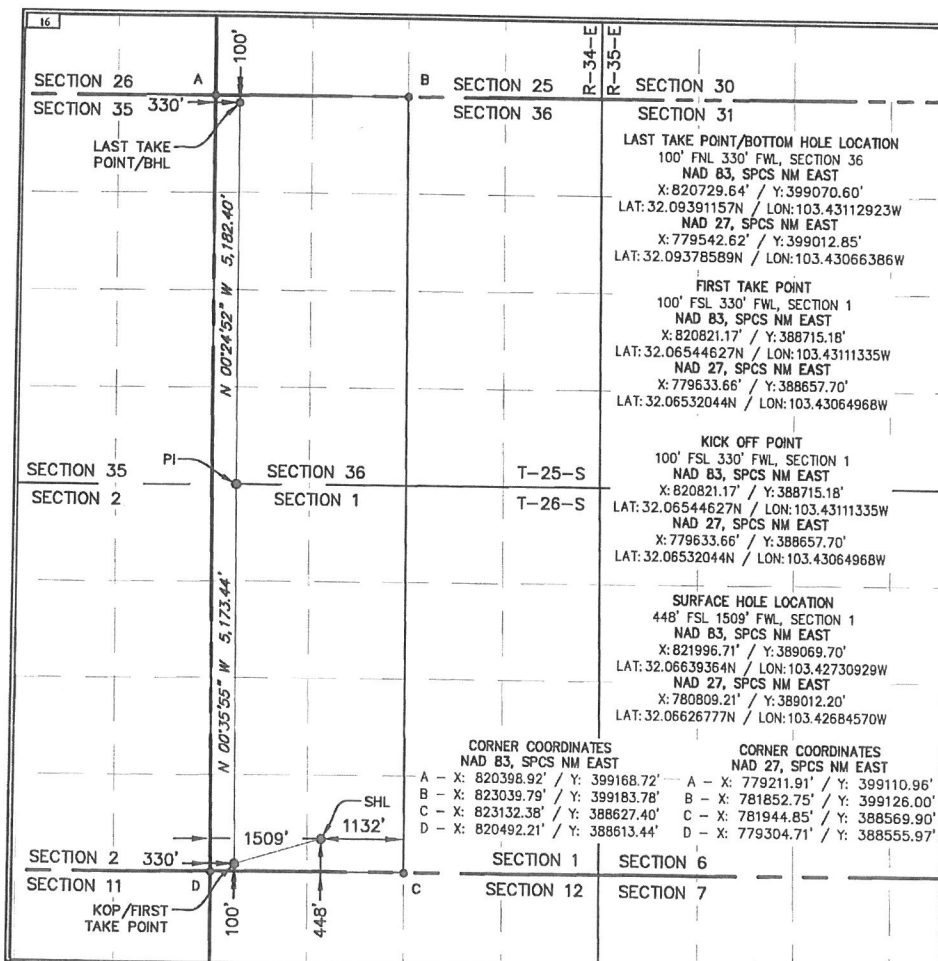 16
100'
R-34-E
R-35-E
SECTION 26
A
B
SECTION 25
SECTION 30
SECTION 35
330'
SECTION 36
SECTION 31
LAST TAKE
POINT/BHL
LAST TAKE POINT/BOTTOM HOLE LOCATION
100' FNL 330' FWL, SECTION 36
NAD 83, SPCS NM EAST
X: 820729.64' / Y: 399070.60'
LAT: 32.09391157N / LON: 103.43112923W
NAD 27, SPCS NM EAST
X: 779542.62' / Y: 399012.85'
LAT: 32.09378589N / LON: 103.43066386W
N 00°24'52" W 5,182.40'
FIRST TAKE POINT
100' FSL 330' FWL, SECTION 1
NAD 83, SPCS NM EAST
X: 820821.17' / Y: 388715.18'
LAT: 32.06544627N / LON: 103.43111335W
NAD 27, SPCS NM EAST
X: 779633.66' / Y: 388657.70'
LAT: 32.06532044N / LON: 103.43064968W
PI
SECTION 35
SECTION 36
T-25-S
SECTION 2
SECTION 1
T-26-S
KICK OFF POINT
100' FSL 330' FWL, SECTION 1
NAD 83, SPCS NM EAST
X: 820821.17' / Y: 388715.18'
LAT: 32.06544627N / LON: 103.43111335W
NAD 27, SPCS NM EAST
X: 779633.66' / Y: 388657.70'
LAT: 32.06532044N / LON: 103.43064968W
N 00°35'55" W 5,173.44'
SURFACE HOLE LOCATION
448' FSL 1509' FWL, SECTION 1
NAD 83, SPCS NM EAST
X: 821996.71' / Y: 389069.70'
LAT: 32.06639364N / LON: 103.42730929W
NAD 27, SPCS NM EAST
X: 780809.21' / Y: 389012.20'
LAT: 32.06626777N / LON: 103.42684570W
CORNER COORDINATES
NAD 83, SPCS NM EAST
A - X: 820398.92' / Y: 399168.72'
B - X: 823039.79' / Y: 399183.78'
C - X: 823132.38' / Y: 388627.40'
D - X: 820492.21' / Y: 388613.44'
CORNER COORDINATES
NAD 27, SPCS NM EAST
A - X: 779211.91' / Y: 399110.96'
B - X: 781852.75' / Y: 399126.00'
C - X: 781944.85' / Y: 388569.90'
D - X: 779304.71' / Y: 388555.97'
SHL
1509'
1132'
SECTION 2
330'
SECTION 1
SECTION 6
SECTION 11
D
C
SECTION 12
SECTION 7
KOP/FIRST
TAKE POINT
100'
448'